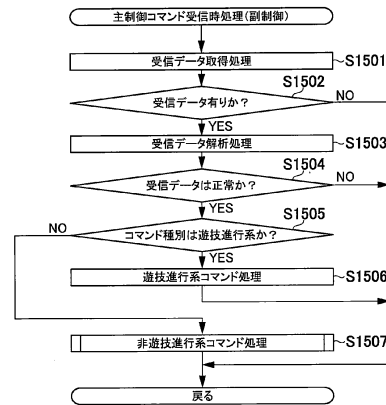 主制御コマンド受信時処理(副制御)
受信データ取得処理
S1501
S1502
受信データ有りか?
NO
YES
受信データ解析処理
S1503
S1504
受信データは正常か?
NO
YES
S1505
NO
コマンド種別は遊技進行系か?
YES
遊技進行系コマンド処理
S1506
非遊技進行系コマンド処理
S1507
戻る